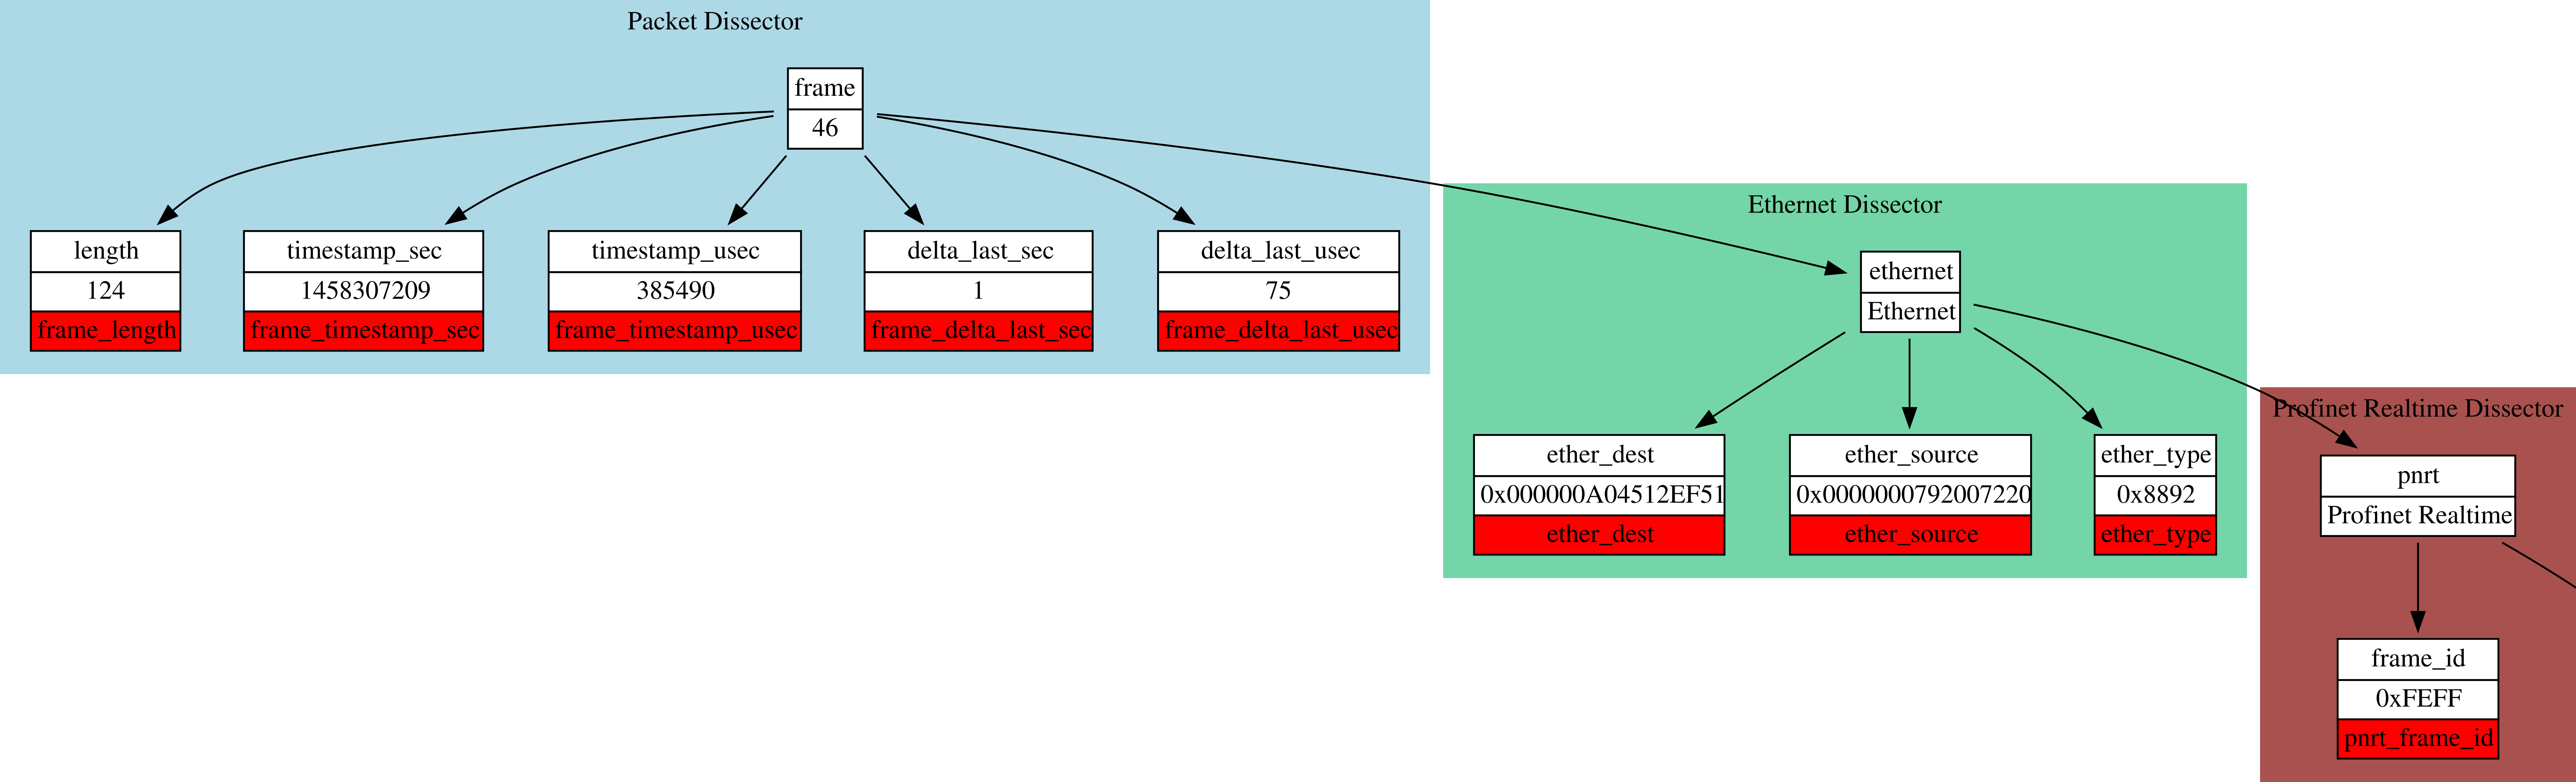 Packet Dissector
frame
46
length
124
frame_length
timestamp_sec
1458307209
frame_timestamp_sec
timestamp_usec
385490
frame_timestamp_usec
delta_last_sec
1
frame_delta_last_sec
delta_last_usec
75
frame_delta_last_usec
Ethernet Dissector
ethernet
Ethernet
ether_dest
0x000000A04512EF51
ether_dest
ether_source
0x0000000792007220
ether_source
ether_type
0x8892
ether_type
Profinet Realtime Dissector
pnrt
Profinet Realtime
frame_id
0xFEFF
pnrt_frame_id